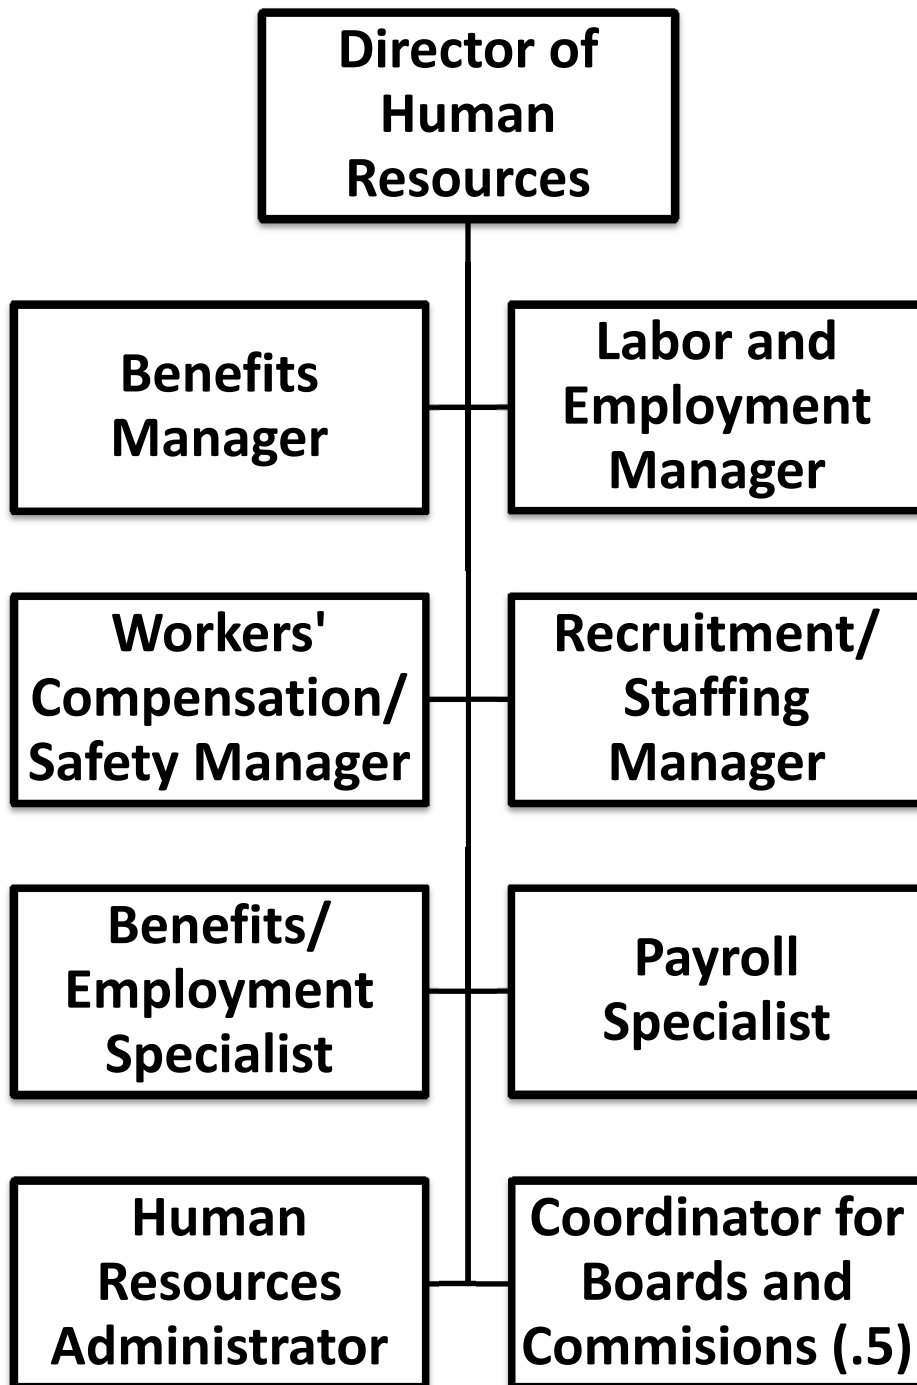 Director of
Human
Resources
Benefits
Manager
Labor and
Employment
Manager
Workers'
Compensation/
Safety Manager
Recruitment/
Staffing
Manager
Benefits/
Employment
Specialist
Payroll
Specialist
Human
Resources
Administrator
Coordinator for
Boards and
Commisions (.5)